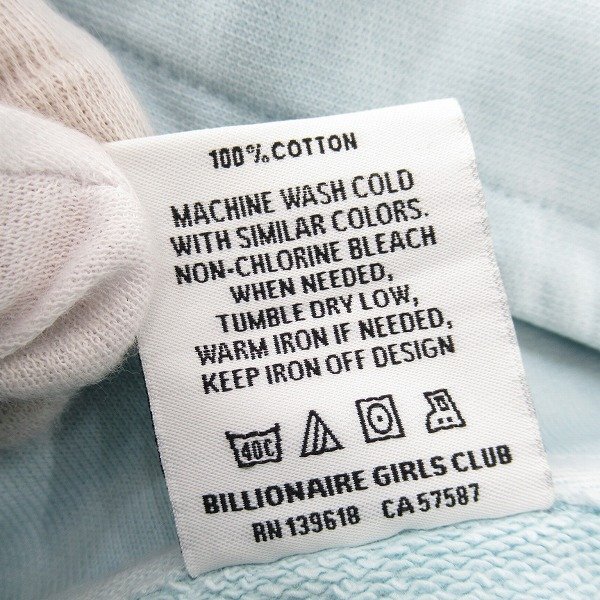 100% COTTON
MACHINE WASH COLD
WITH SIMILAR COLORS.
NON-CHLORINE BLEACH
WHEN NEEDED,
TUMBLE DRY LOW,
WARM IRON IF NEEDED,
KEEP IRON OFF DESIGN
40C
BILLIONAIRE GIRLS CLUB
RN 139618 CA 57587